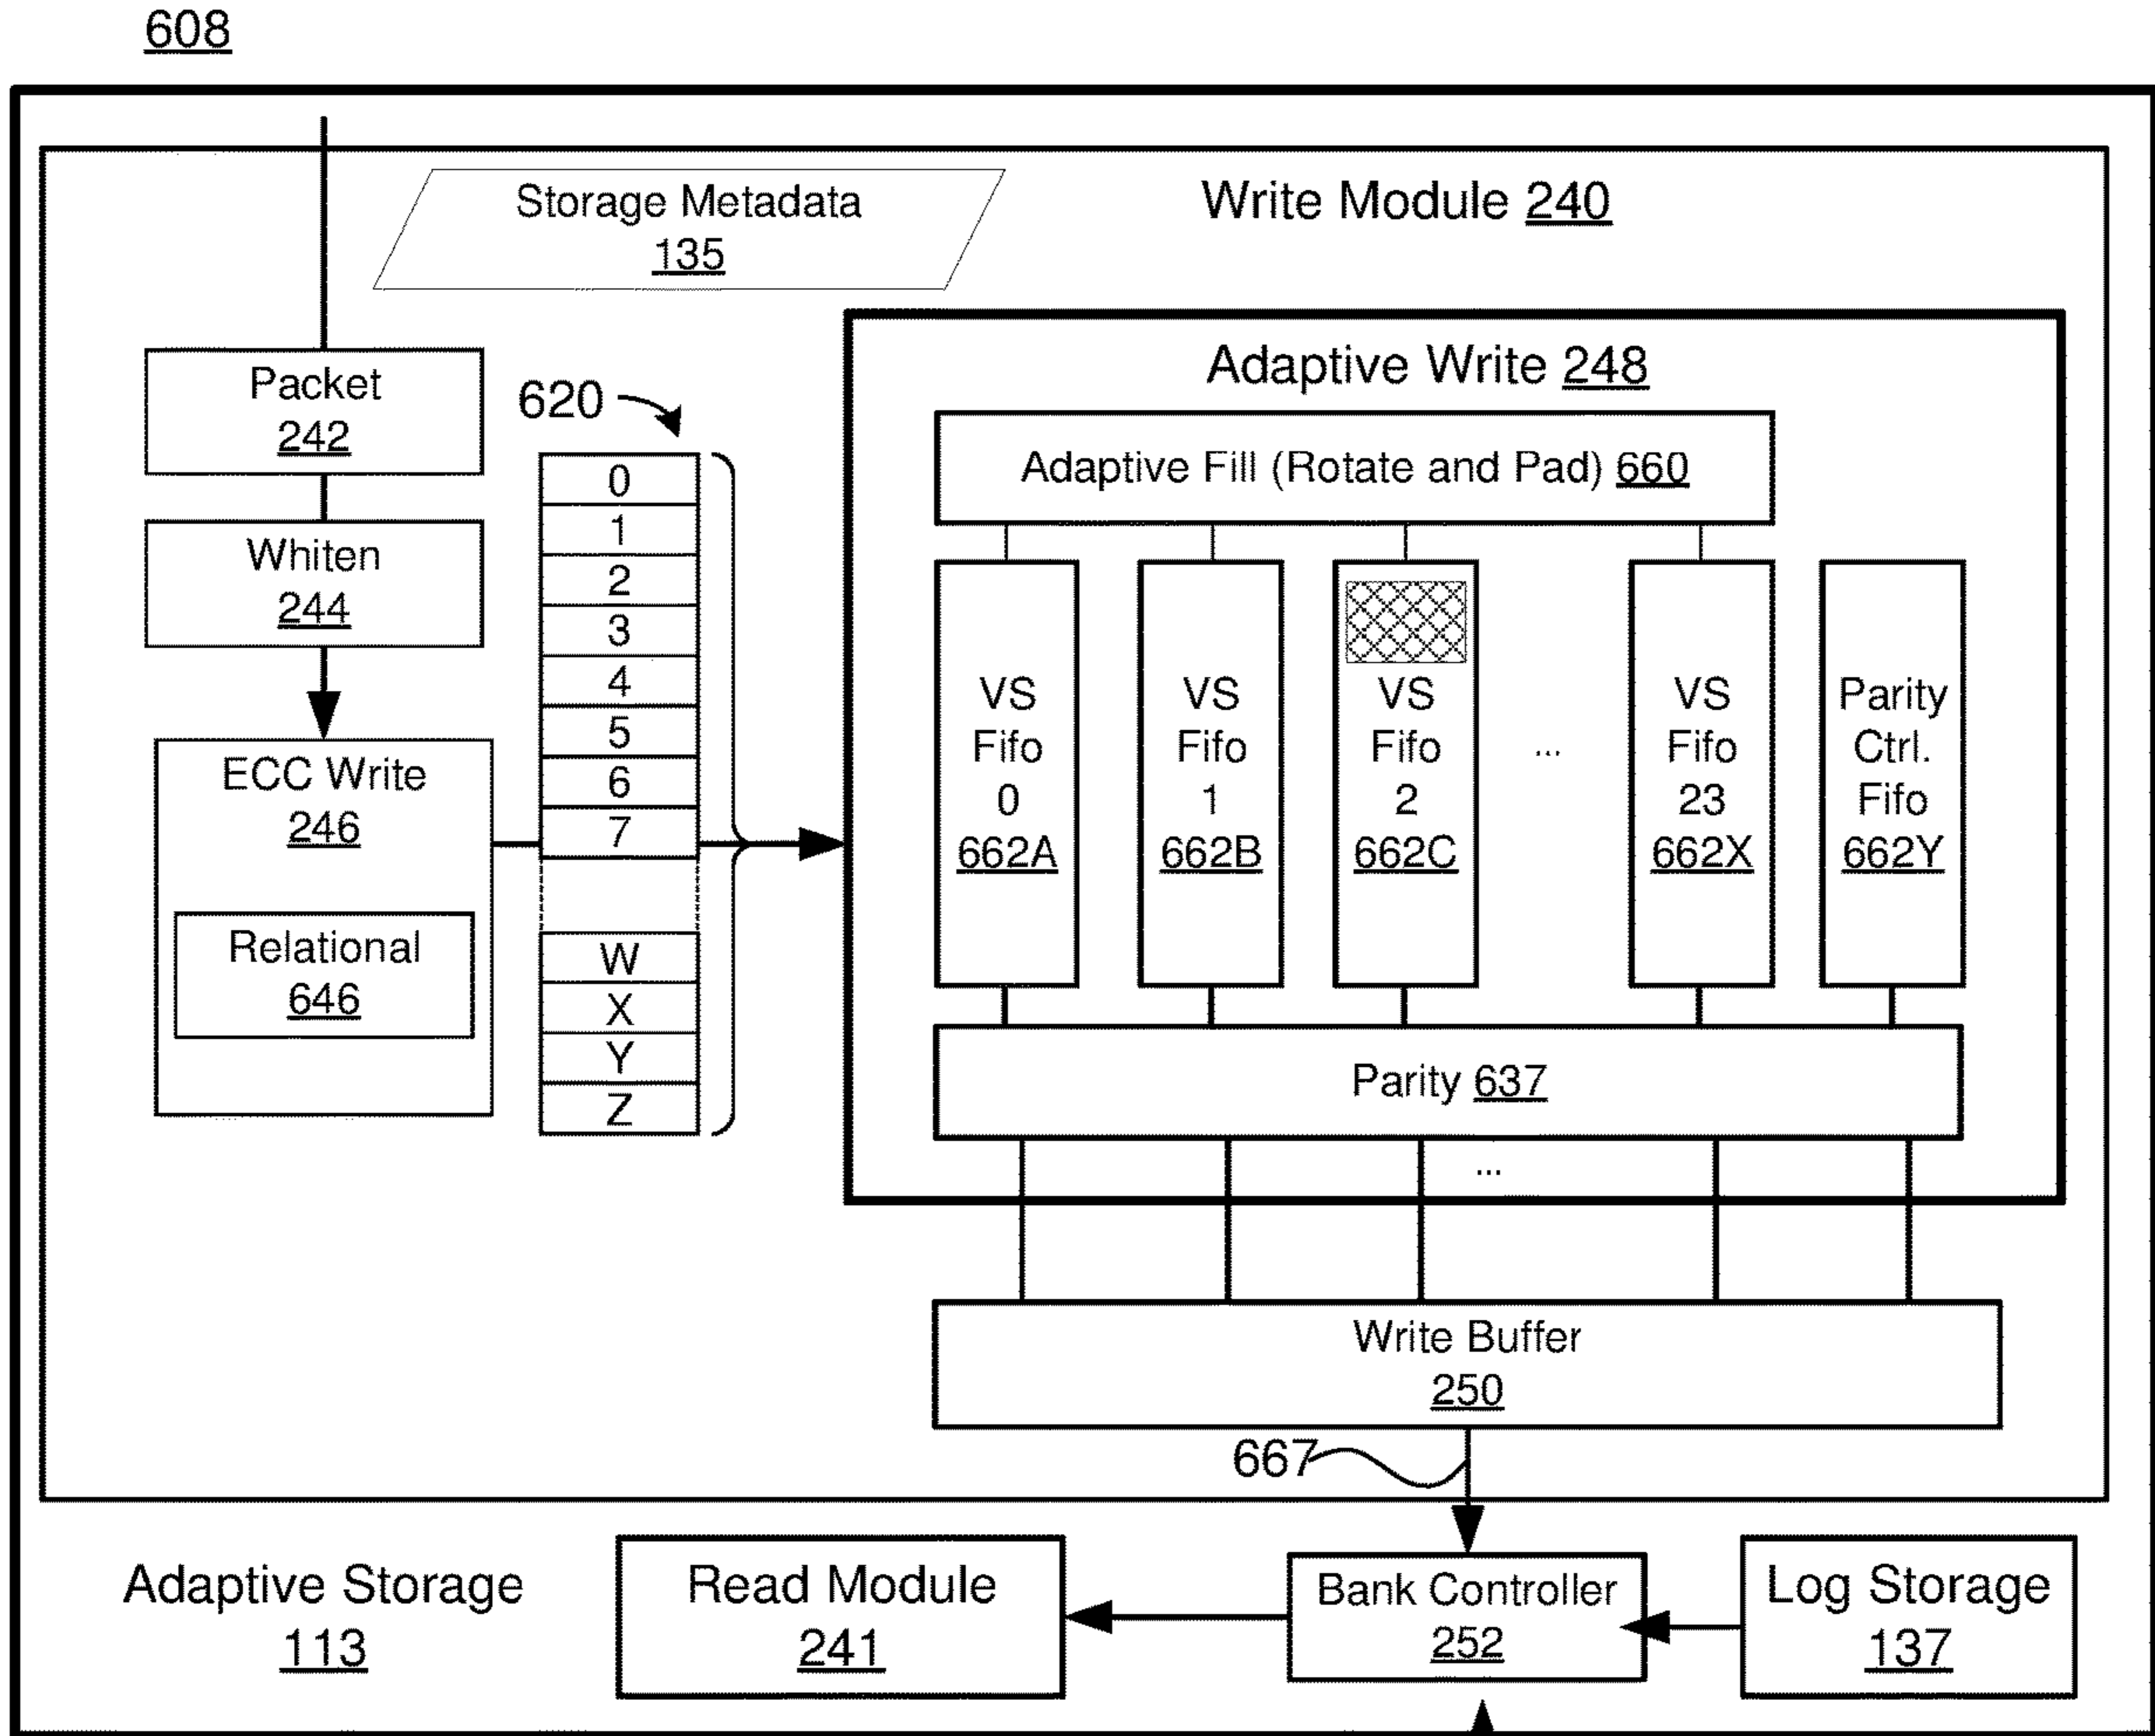 608
Storage Metadata
135
Write Module 240
Packet
242
Whiten
244
ECC Write
246
Relational
646
620
0
1
2
3
4
5
6
7
W
X
Y
Z
Adaptive Write 248
Adaptive Fill (Rotate and Pad) 660
VS
Fifo
0
662A
VS
Fifo
1
662B
VS
Fifo
2
662C
...
VS
Fifo
23
662X
Parity
Ctrl.
Fifo
662Y
Parity 637
...
Write Buffer
250
667
Adaptive Storage
113
Read Module
241
Bank Controller
252
Log Storage
137